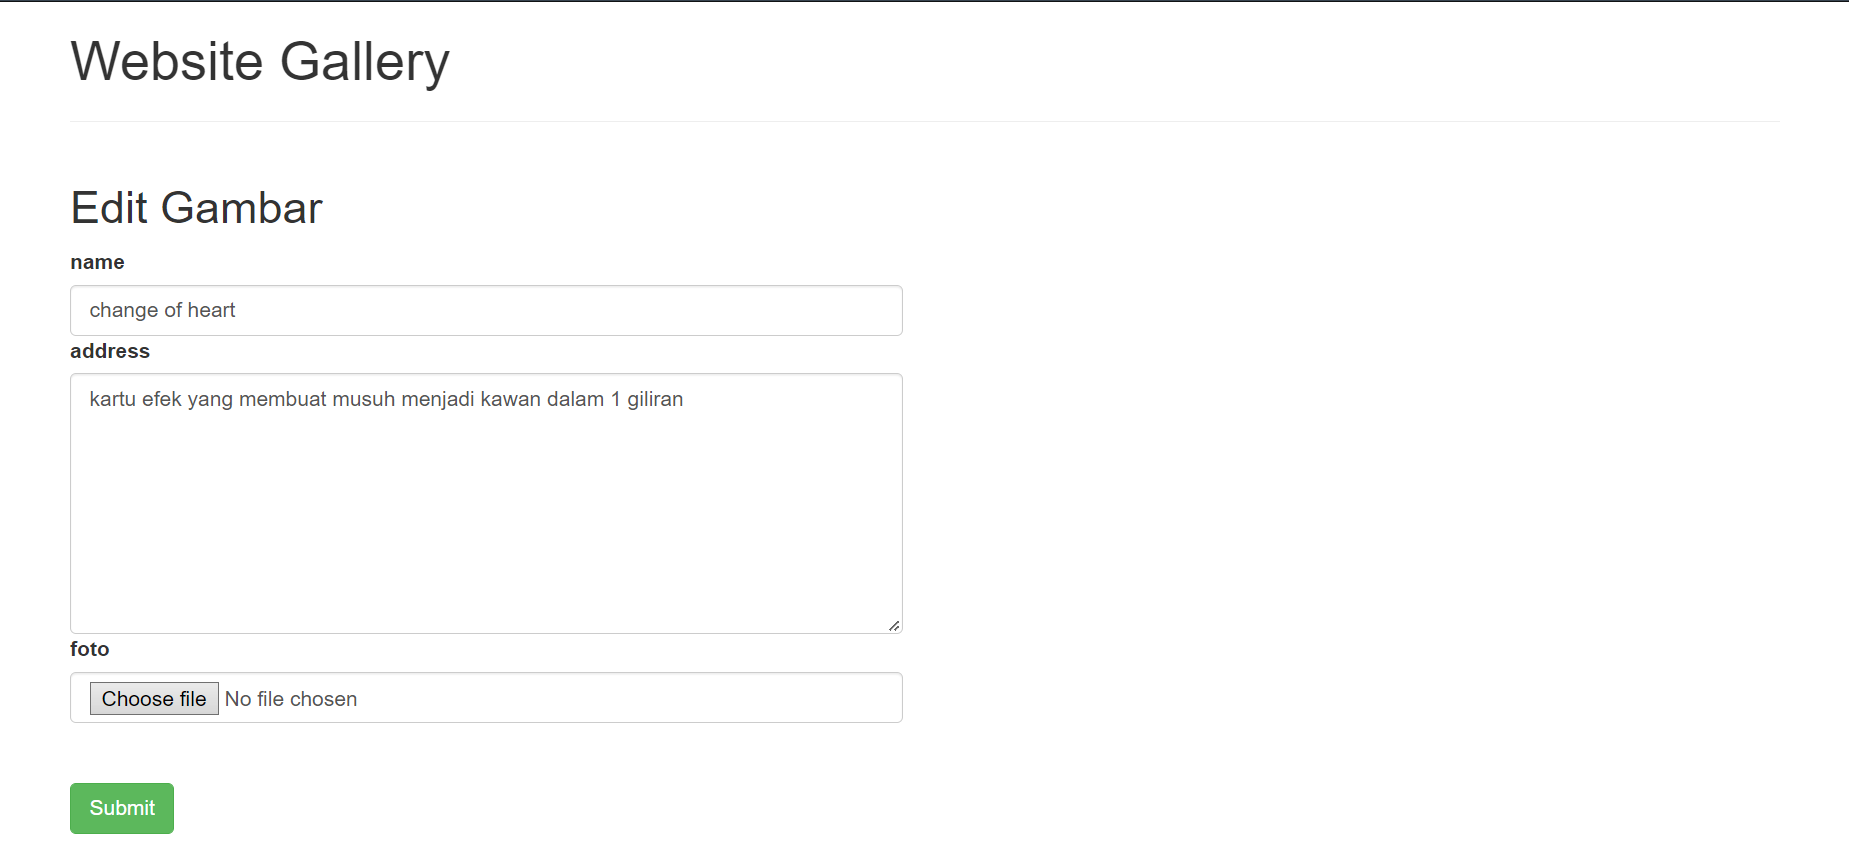 Website Gallery
Edit Gambar
name
change of heart
address
kartu efek yang membuat musuh menjadi kawan dalam 1 giliran
foto
Choose file No file chosen
Submit